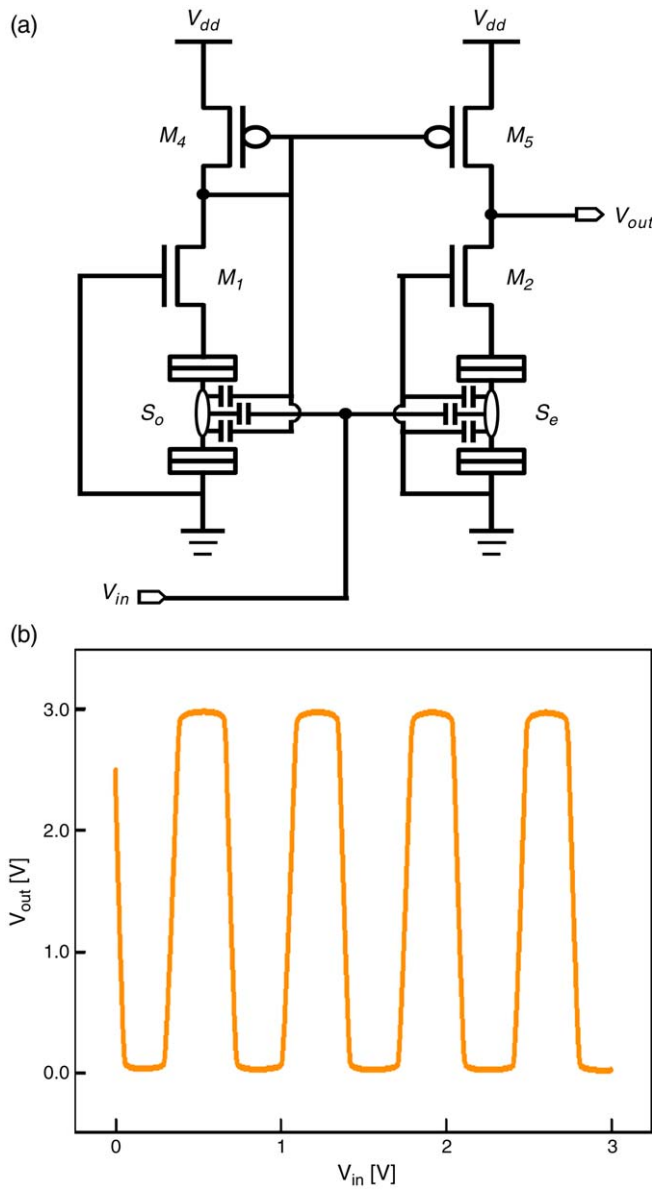 (a)
V_dd V_dd
M_4 M_5
V_out
M_1 M_2
S_o S_e
V_in
(b)
3.0
2.0
1.0
0.0
V_out [V]
0 1 2 3
V_in [V]